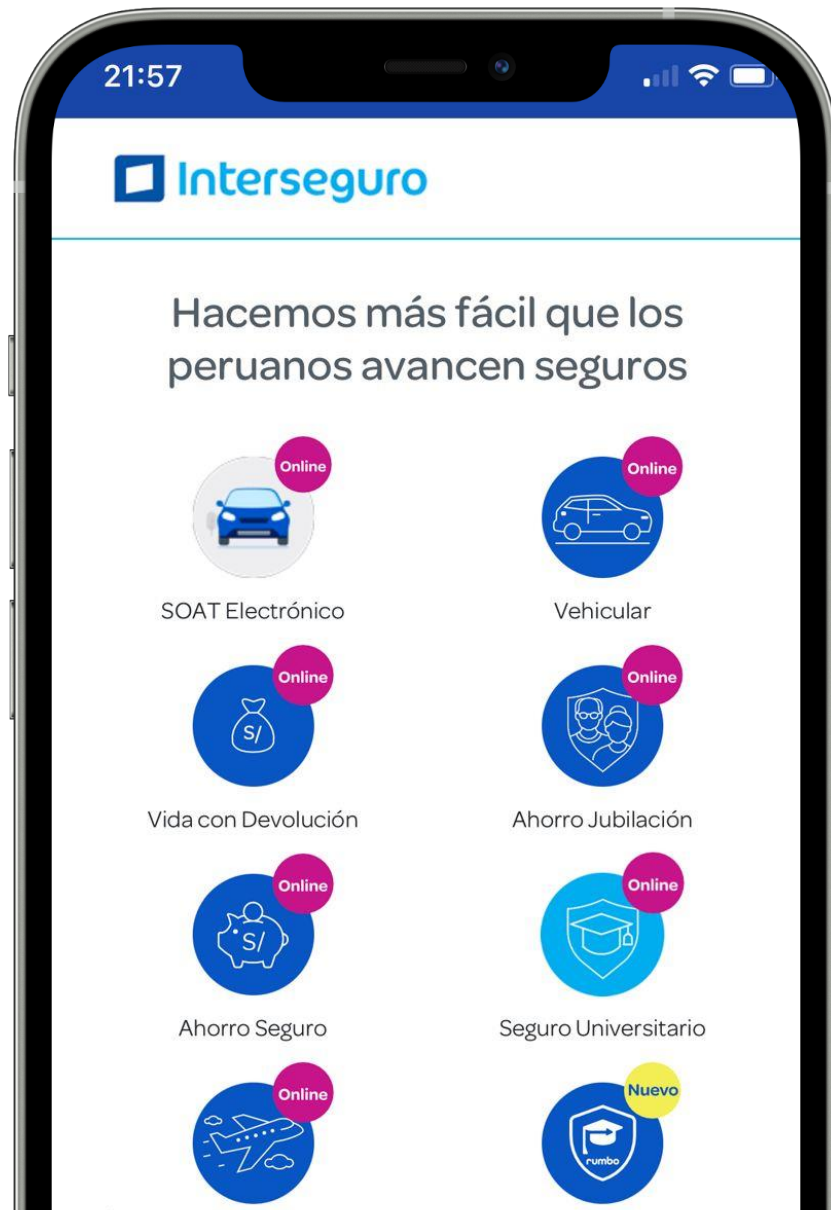 21:57
Interseguro
Hacemos más fácil que los
peruanos avancen seguros
Online
Online
SOAT Electrónico
Vehicular
Online
Online
S/
Vida con Devolución
Ahorro Jubilación
Online
Online
S/
Ahorro Seguro
Seguro Universitario
Online
Nuevo
rumbo